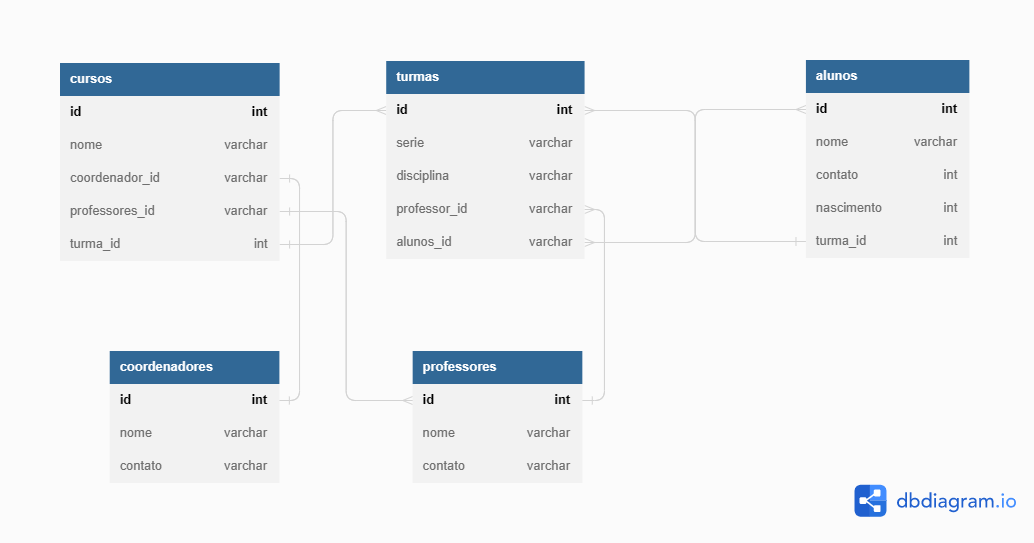 cursos
id int
nome varchar
coordenador_id varchar
professores_id varchar
turma_id int
turmas
id int
serie varchar
disciplina varchar
professor_id varchar
alunos_id varchar
alunos
id int
nome varchar
contato int
nascimento int
turma_id int
coordenadores
id int
nome varchar
contato varchar
professores
id int
nome varchar
contato varchar
dbdiagram.io